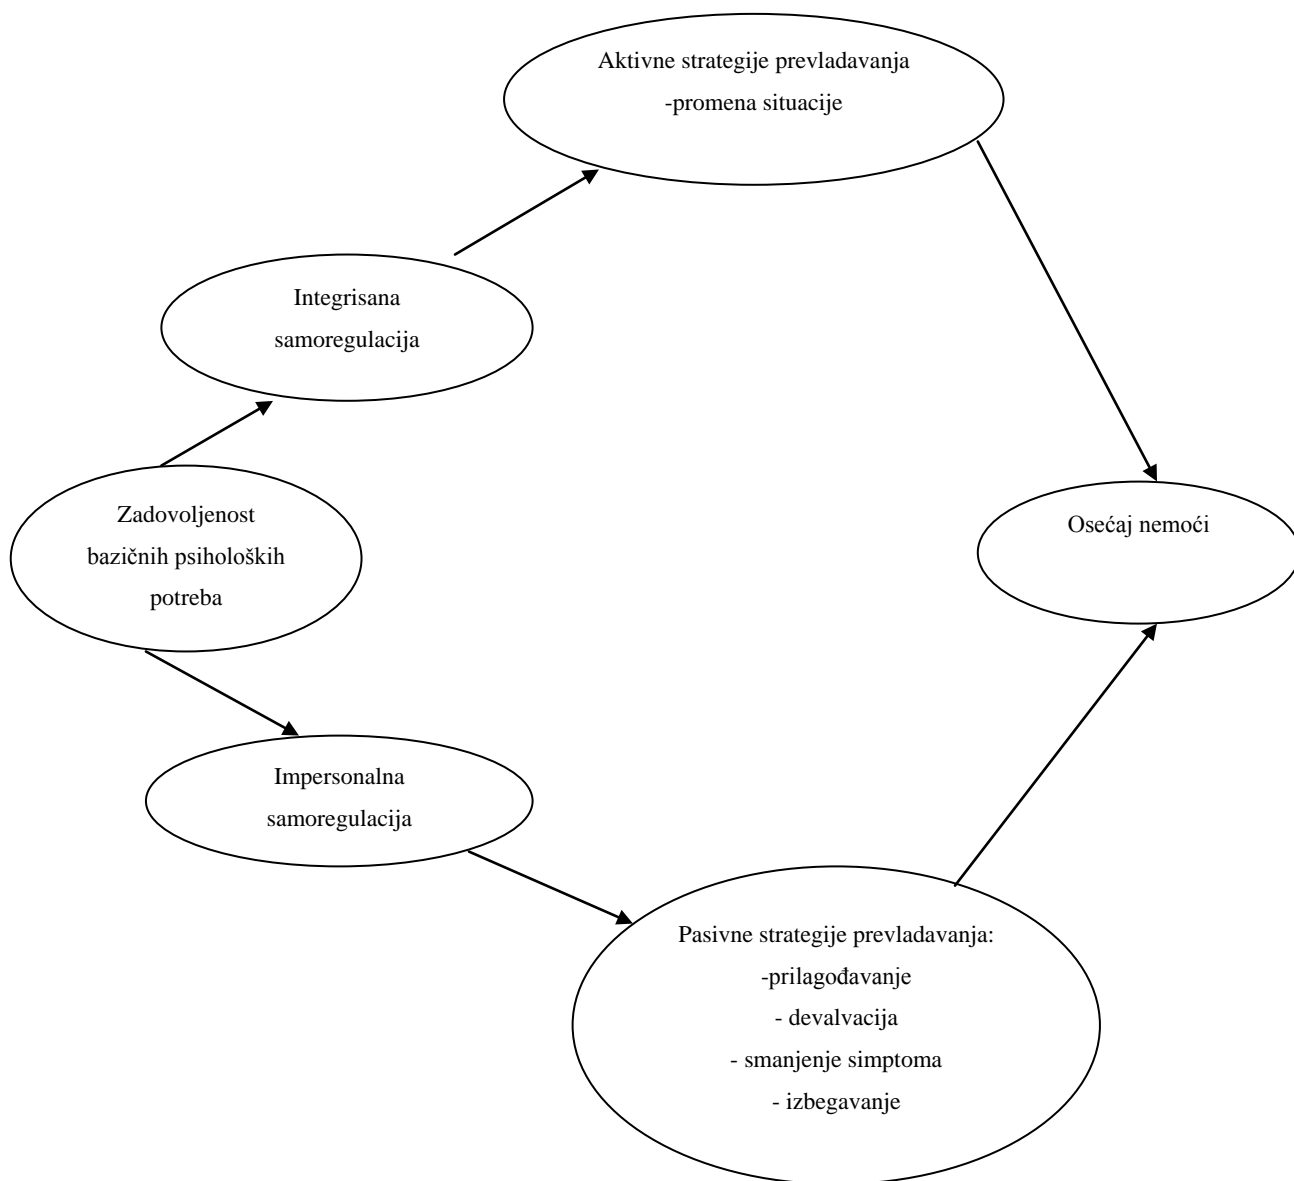 Aktivne strategije prevladavanja
-promena situacije
Integrisana
samoregulacija
Zadovoljenost
bazičnih psiholoških
potreba
Osećaj nemoći
Impersonalna
samoregulacija
Pasivne strategije prevladavanja:
-prilagođavanje
- devalvacija
- smanjenje simptoma
- izbegavanje